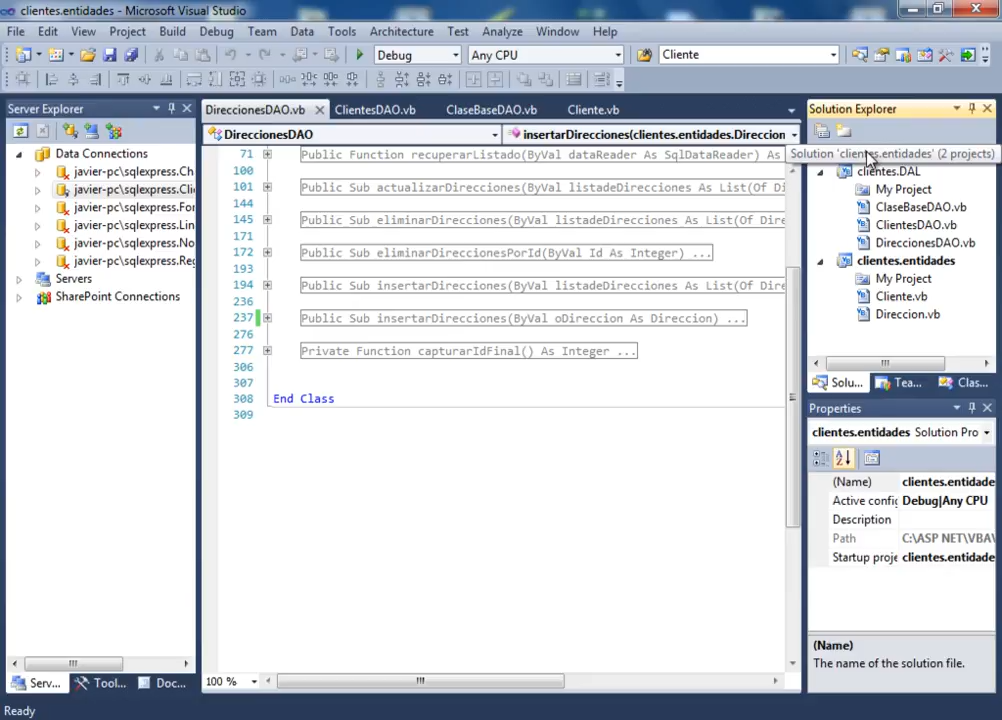 clientes.entidades - Microsoft Visual Studio
File Edit View Project Build Debug Team Data Tools Architecture Test Analyze Window Help
Debug Any CPU Cliente
Server Explorer
Data Connections
javier-pc\sqlexpress.Ch
javier-pc\sqlexpress.Clie
javier-pc\sqlexpress.For
javier-pc\sqlexpress.Lin
javier-pc\sqlexpress.No
javier-pc\sqlexpress.Reg
Servers
SharePoint Connections
Serv... Tool... Doc...
DireccionesDAO.vb ClientesDAO.vb ClaseBaseDAO.vb Cliente.vb
DireccionesDAO insertarDirecciones(clientes.entidades.Direccion
71 Public Function recuperarListado(ByVal dataReader As SqlDataReader) As
100
101 Public Sub actualizarDirecciones(ByVal listadeDirecciones As List(Of Di
144
145 Public Sub eliminarDirecciones(ByVal listadeDirecciones As List(Of Dire
171
172 Public Sub eliminarDireccionesPorId(ByVal Id As Integer) ...
193
194 Public Sub insertarDirecciones(ByVal listadeDirecciones As List(Of Dire
236
237 Public Sub insertarDirecciones(ByVal oDireccion As Direccion) ...
276
277 Private Function capturarIdFinal() As Integer ...
306
307
308 End Class
309
100 %
Solution Explorer
Solution 'clientes.entidades' (2 projects)
clientes.DAL
My Project
ClaseBaseDAO.vb
ClientesDAO.vb
DireccionesDAO.vb
clientes.entidades
My Project
Cliente.vb
Direccion.vb
Solu... Tea... Clas...
Properties
clientes.entidades Solution Pro
(Name) clientes.entidade
Active config Debug|Any CPU
Description
Path C:\ASP NET\VBA\
Startup proje clientes.entidade
(Name)
The name of the solution file.
Ready